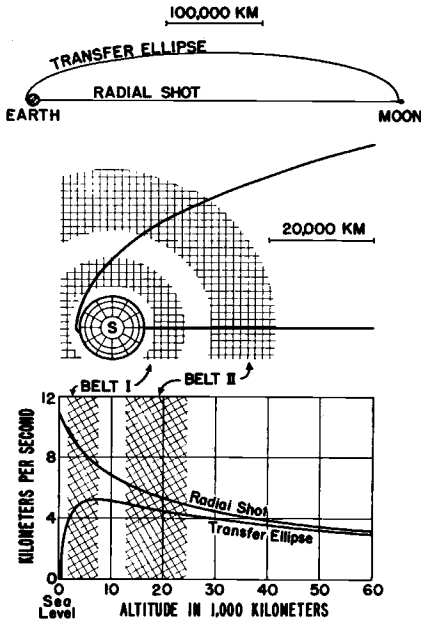 100,000 KM
TRANSFER ELLIPSE
RADIAL SHOT
EARTH
MOON
20,000 KM
S
BELT I
BELT II
KILOMETERS PER SECOND
12
8
4
0
Radial Shot
Transfer Ellipse
0 10 20 30 40 50 60
Sea Level
ALTITUDE IN 1,000 KILOMETERS